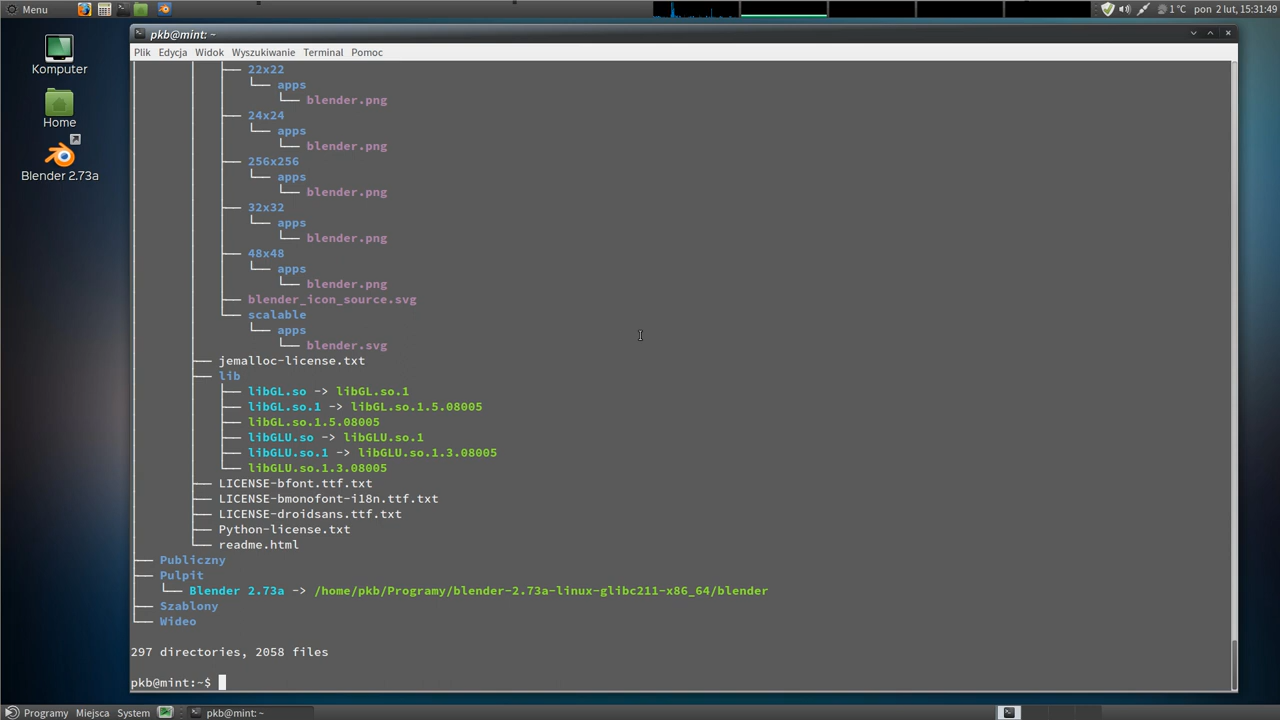 Menu
1 °C pon 2 lut, 15:31:49
pkb@mint: ~
Plik Edycja Widok Wyszukiwanie Terminal Pomoc
Komputer
Home
Blender 2.73a
├── 22x22
│   └── apps
│       └── blender.png
├── 24x24
│   └── apps
│       └── blender.png
├── 256x256
│   └── apps
│       └── blender.png
├── 32x32
│   └── apps
│       └── blender.png
├── 48x48
│   └── apps
│       └── blender.png
├── blender_icon_source.svg
└── scalable
    └── apps
        └── blender.svg
├── jemalloc-license.txt
├── lib
│   ├── libGL.so -> libGL.so.1
│   ├── libGL.so.1 -> libGL.so.1.5.08005
│   ├── libGL.so.1.5.08005
│   ├── libGLU.so -> libGLU.so.1
│   ├── libGLU.so.1 -> libGLU.so.1.3.08005
│   └── libGLU.so.1.3.08005
├── LICENSE-bfont.ttf.txt
├── LICENSE-bmonofont-i18n.ttf.txt
├── LICENSE-droidsans.ttf.txt
├── Python-license.txt
└── readme.html
├── Publiczny
├── Pulpit
│   └── Blender 2.73a -> /home/pkb/Programy/blender-2.73a-linux-glibc211-x86_64/blender
├── Szablony
└── Wideo
297 directories, 2058 files
pkb@mint:~$
Programy Miejsca System pkb@mint: ~